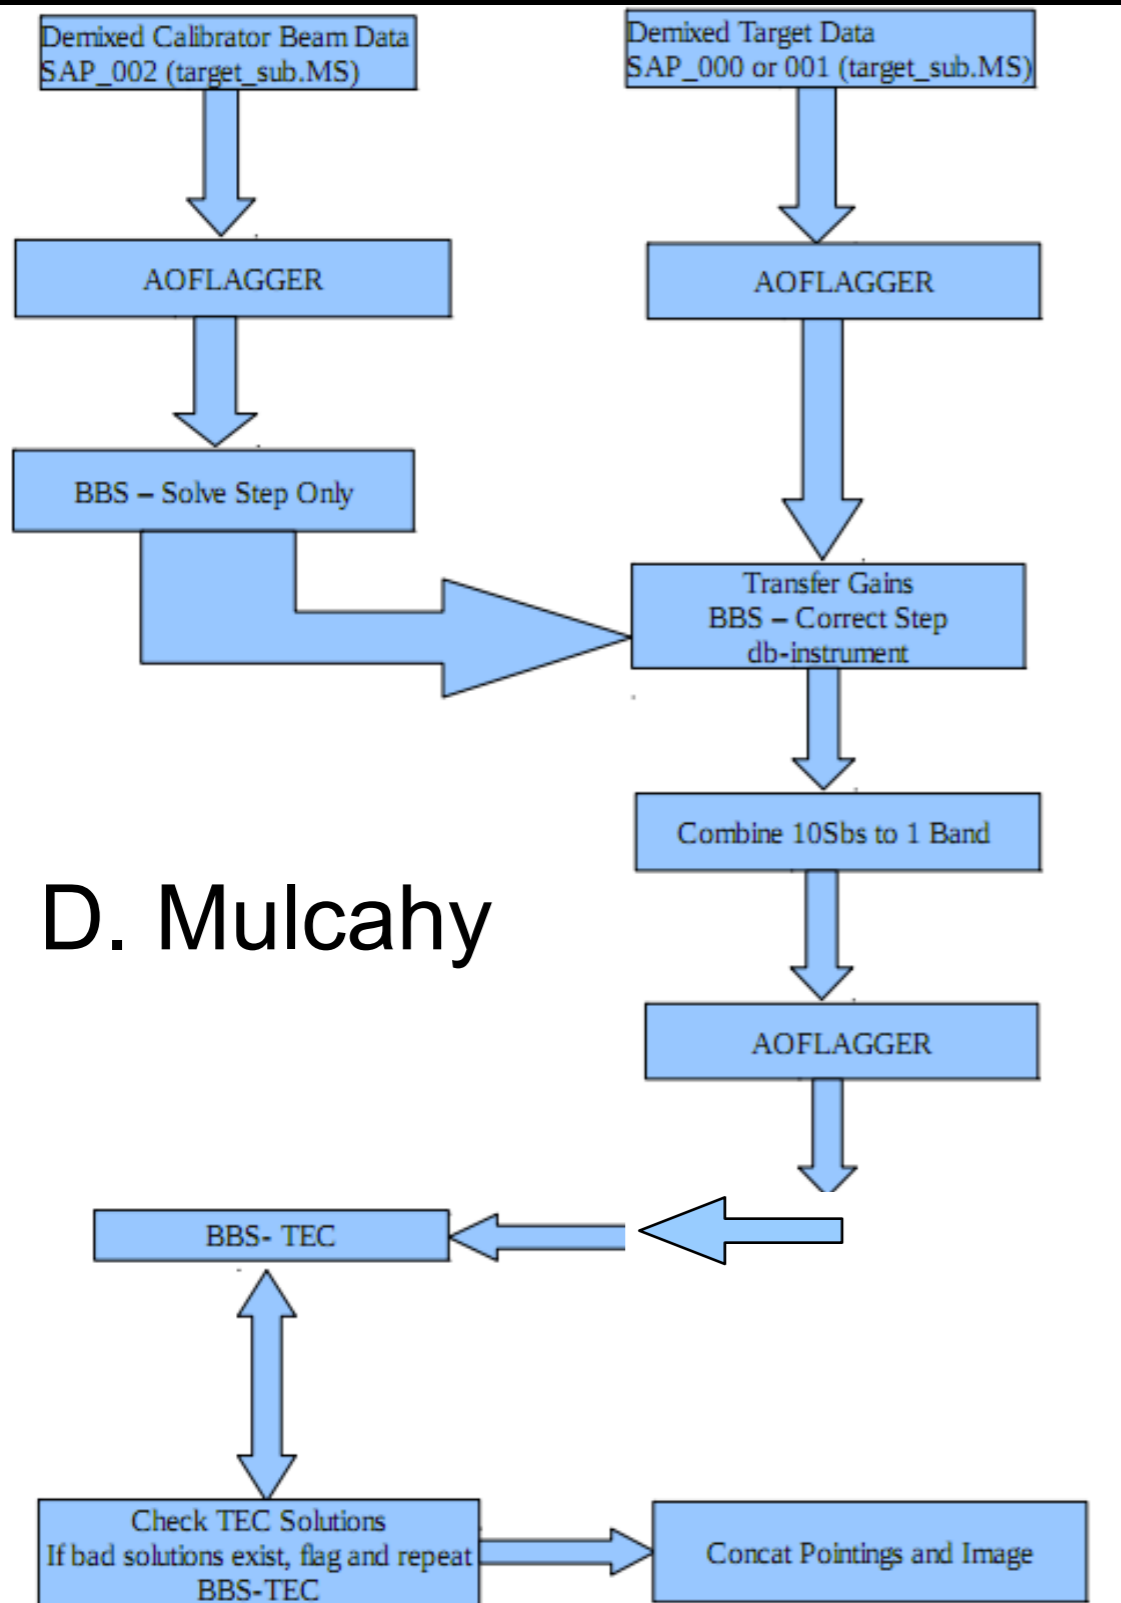 Demixed Calibrator Beam Data
SAP_002 (target_sub.MS)
Demixed Target Data
SAP_000 or 001 (target_sub.MS)
AOFLAGGER
AOFLAGGER
BBS – Solve Step Only
Transfer Gains
BBS – Correct Step
db-instrument
Combine 10Sbs to 1 Band
D. Mulcahy
AOFLAGGER
BBS- TEC
Check TEC Solutions
If bad solutions exist, flag and repeat
BBS-TEC
Concat Pointings and Image